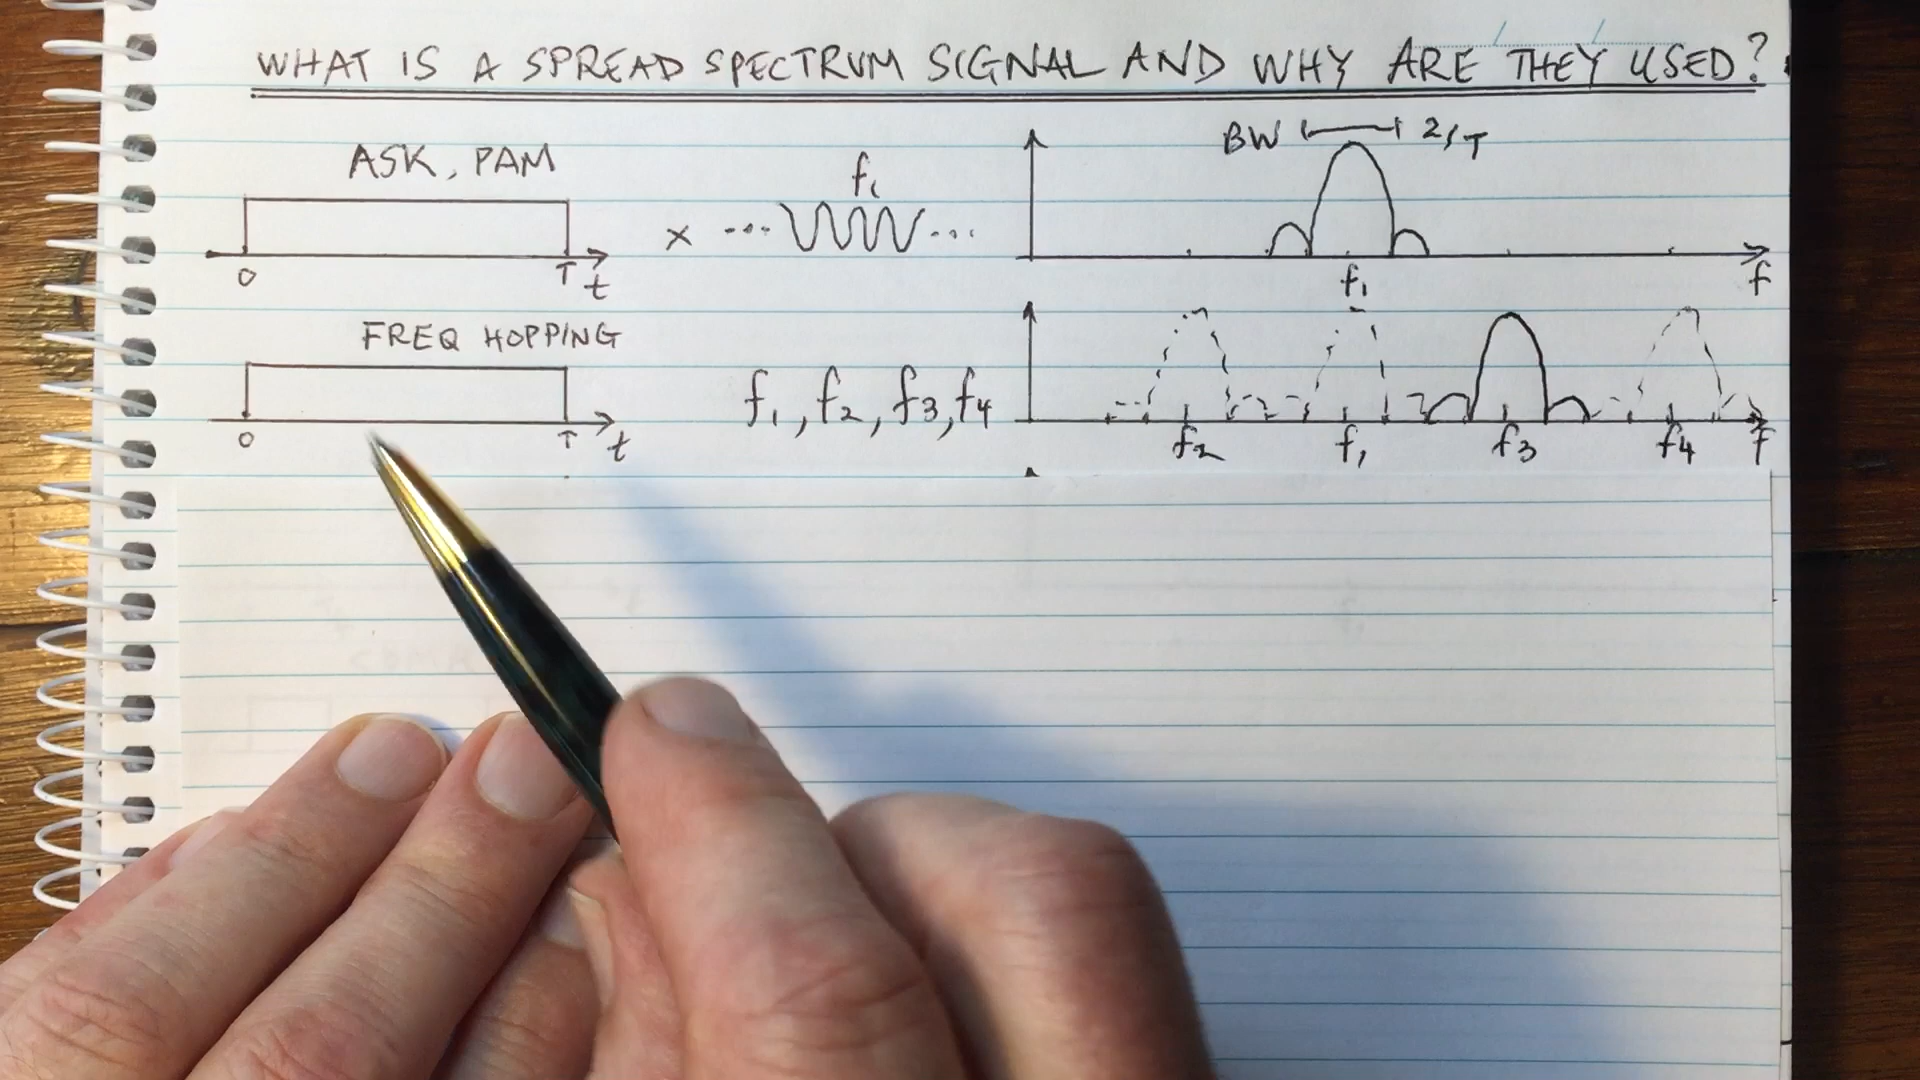 WHAT IS A SPREAD SPECTRUM SIGNAL AND WHY ARE THEY USED?
ASK, PAM
0 T t
× ... f1 ...
BW 2/T
f1 f
FREQ HOPPING
0 T t
f1, f2, f3, f4
f2 f1 f3 f4 f